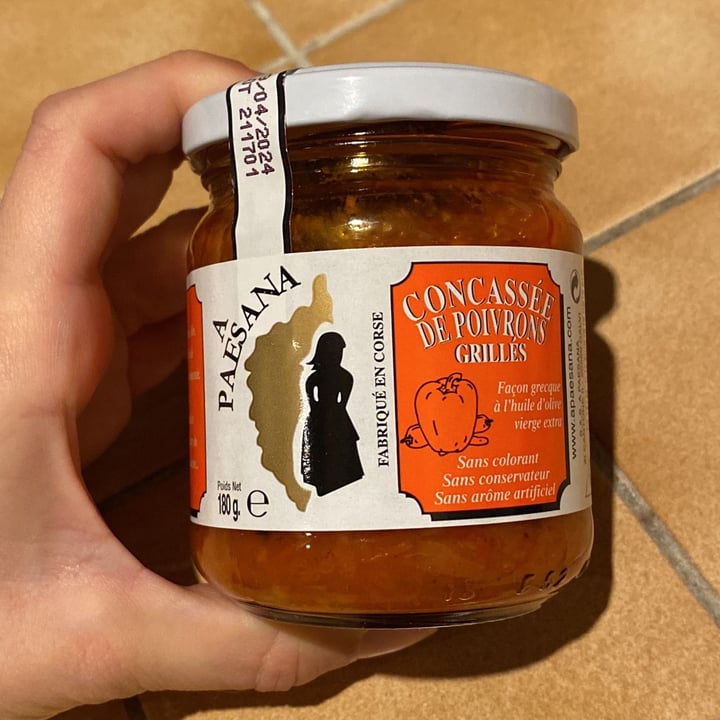 /04/2024
211701
A
PAESANA
FABRIQUÉ EN CORSE
Poids Net
180 g. e
CONCASSÉE
DE POIVRONS
GRILLÉS
Façon grecque
à l'huile d'olive
vierge extra
Sans colorant
Sans conservateur
Sans arôme artificiel
www.apaesana.com